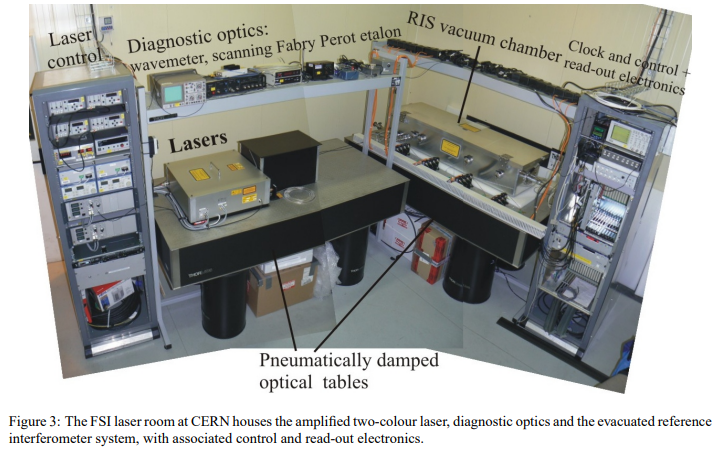 Laser
control
Diagnostic optics:
wavemeter, scanning Fabry Perot etalon
RIS vacuum chamber
Clock and control +
read-out electronics
Lasers
Pneumatically damped
optical tables
Figure 3: The FSI laser room at CERN houses the amplified two-colour laser, diagnostic optics and the evacuated reference
interferometer system, with associated control and read-out electronics.